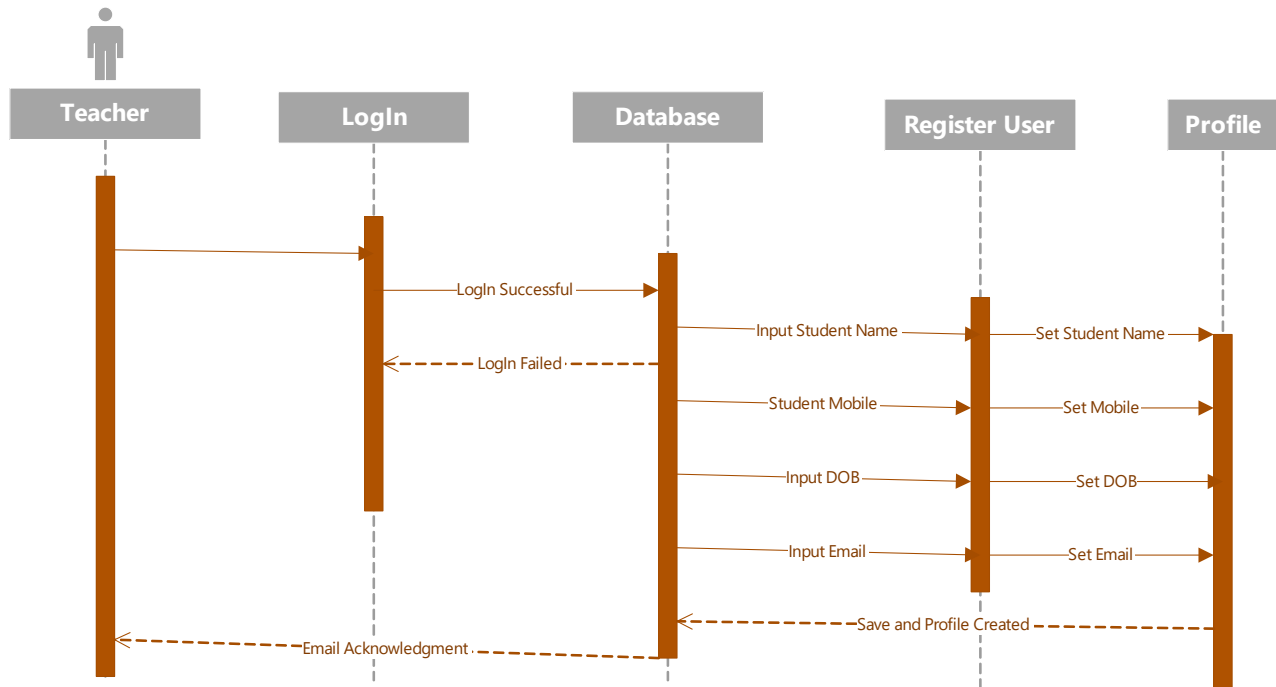 Teacher
LogIn
Database
Register User
Profile
LogIn Successful
Input Student Name
Set Student Name
LogIn Failed
Student Mobile
Set Mobile
Input DOB
Set DOB
Input Email
Set Email
Save and Profile Created
Email Acknowledgment